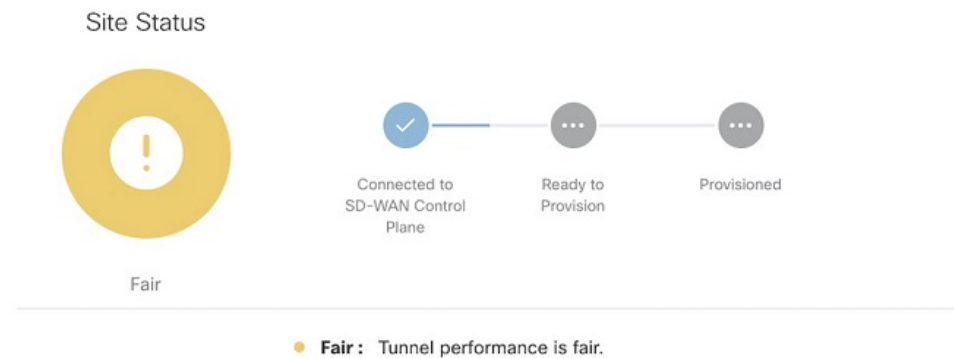 Site Status
Connected to
SD-WAN Control
Plane
Ready to
Provision
Provisioned
Fair
Fair : Tunnel performance is fair.